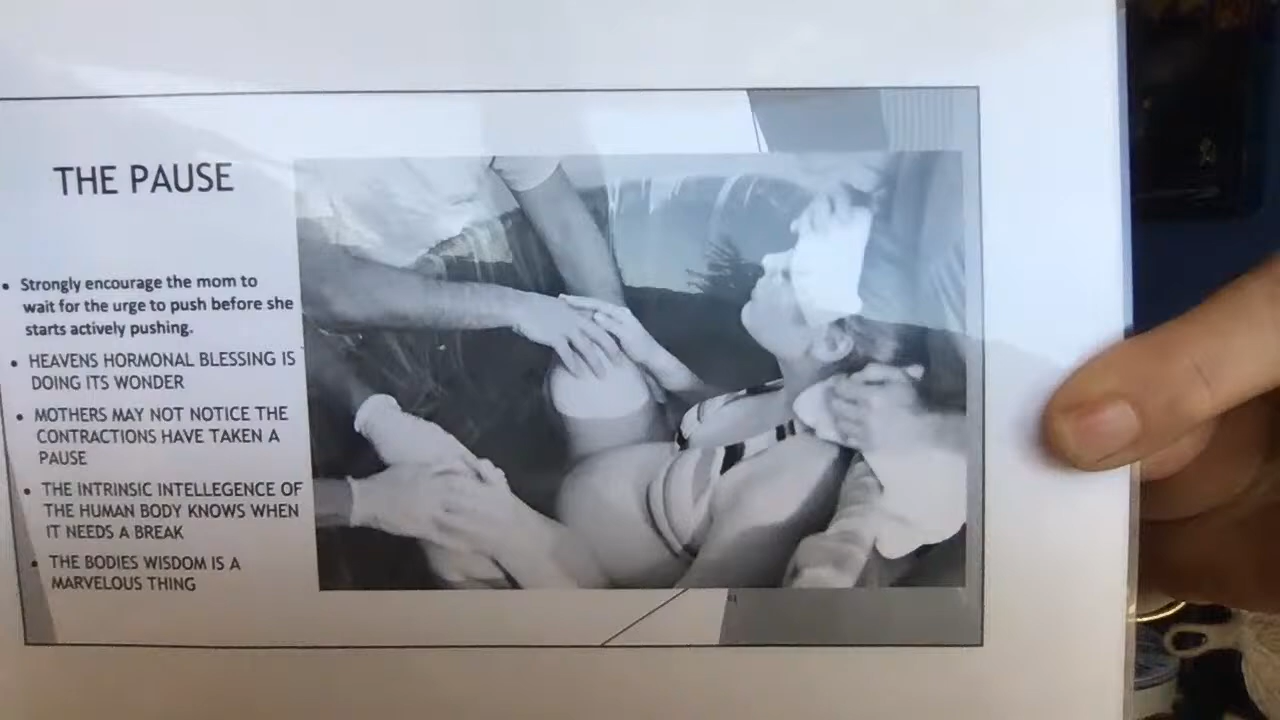 THE PAUSE
• Strongly encourage the mom to
wait for the urge to push before she
starts actively pushing.
• HEAVENS HORMONAL BLESSING IS
DOING ITS WONDER
• MOTHERS MAY NOT NOTICE THE
CONTRACTIONS HAVE TAKEN A
PAUSE
• THE INTRINSIC INTELLEGENCE OF
THE HUMAN BODY KNOWS WHEN
IT NEEDS A BREAK
• THE BODIES WISDOM IS A
MARVELOUS THING